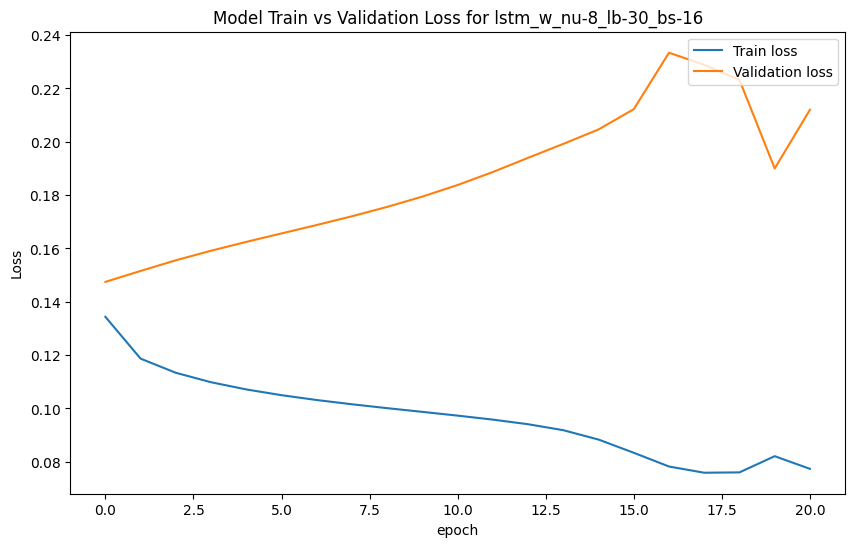 Model Train vs Validation Loss for lstm_w_nu-8_lb-30_bs-16
Train loss
Validation loss
0.24
0.22
0.20
0.18
0.16
0.14
0.12
0.10
0.08
Loss
0.0 2.5 5.0 7.5 10.0 12.5 15.0 17.5 20.0
epoch